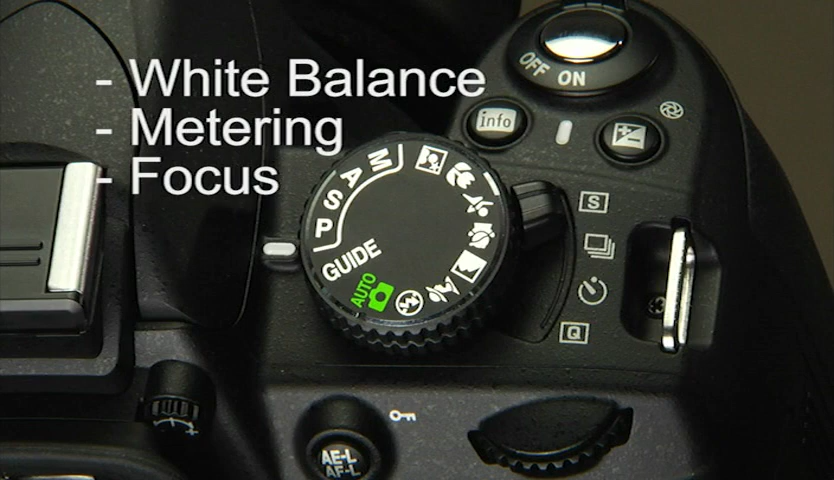 - White Balance
- Metering
- Focus
OFF ON
info
M
A
S
P
GUIDE
AUTO
S
Q
AE-L
AF-L